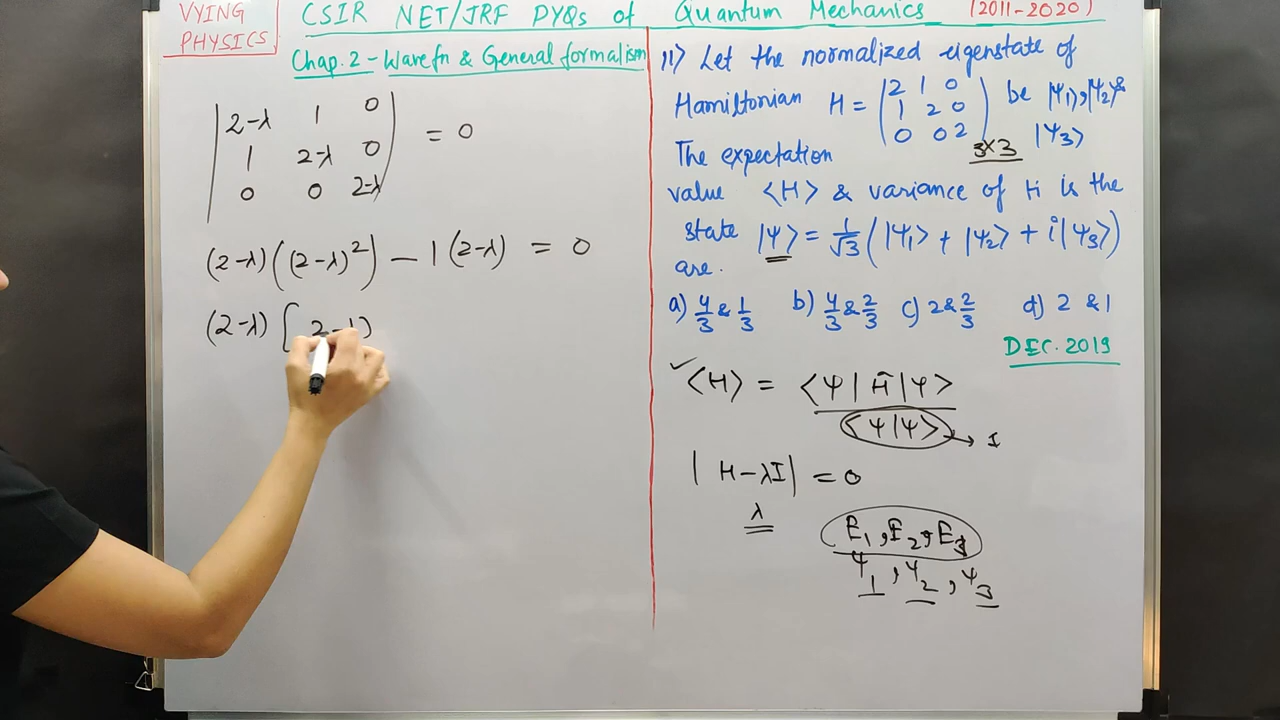 VYING
PHYSICS
CSIR NET/JRF PYQs of Quantum Mechanics (2011-2020)
Chap. 2 - Wavefn & General formalism
| 2-λ 1 0 |
| 1 2-λ 0 | = 0
| 0 0 2-λ |
(2-λ)((2-λ)²) - 1(2-λ) = 0
(2-λ)[(2-λ)
11) Let the normalized eigenstate of
Hamiltonian H = (2 1 0
1 2 0
0 0 2) be |Ψ1>, |Ψ2> &
3×3 |Ψ3>
The expectation
value <H> & variance of H is the
state |Ψ> = 1/√3 (|Ψ1> + |Ψ2> + i|Ψ3>)
are.
a) 4/3 & 1/3 b) 4/3 & 2/3 c) 2 & 2/3 d) 2 & 1
DEC. 2019
✓ <H> = <Ψ|Ĥ|Ψ>
<Ψ|Ψ> → 1
|H-λI| = 0
λ
E1, E2, E3
Ψ1, Ψ2, Ψ3